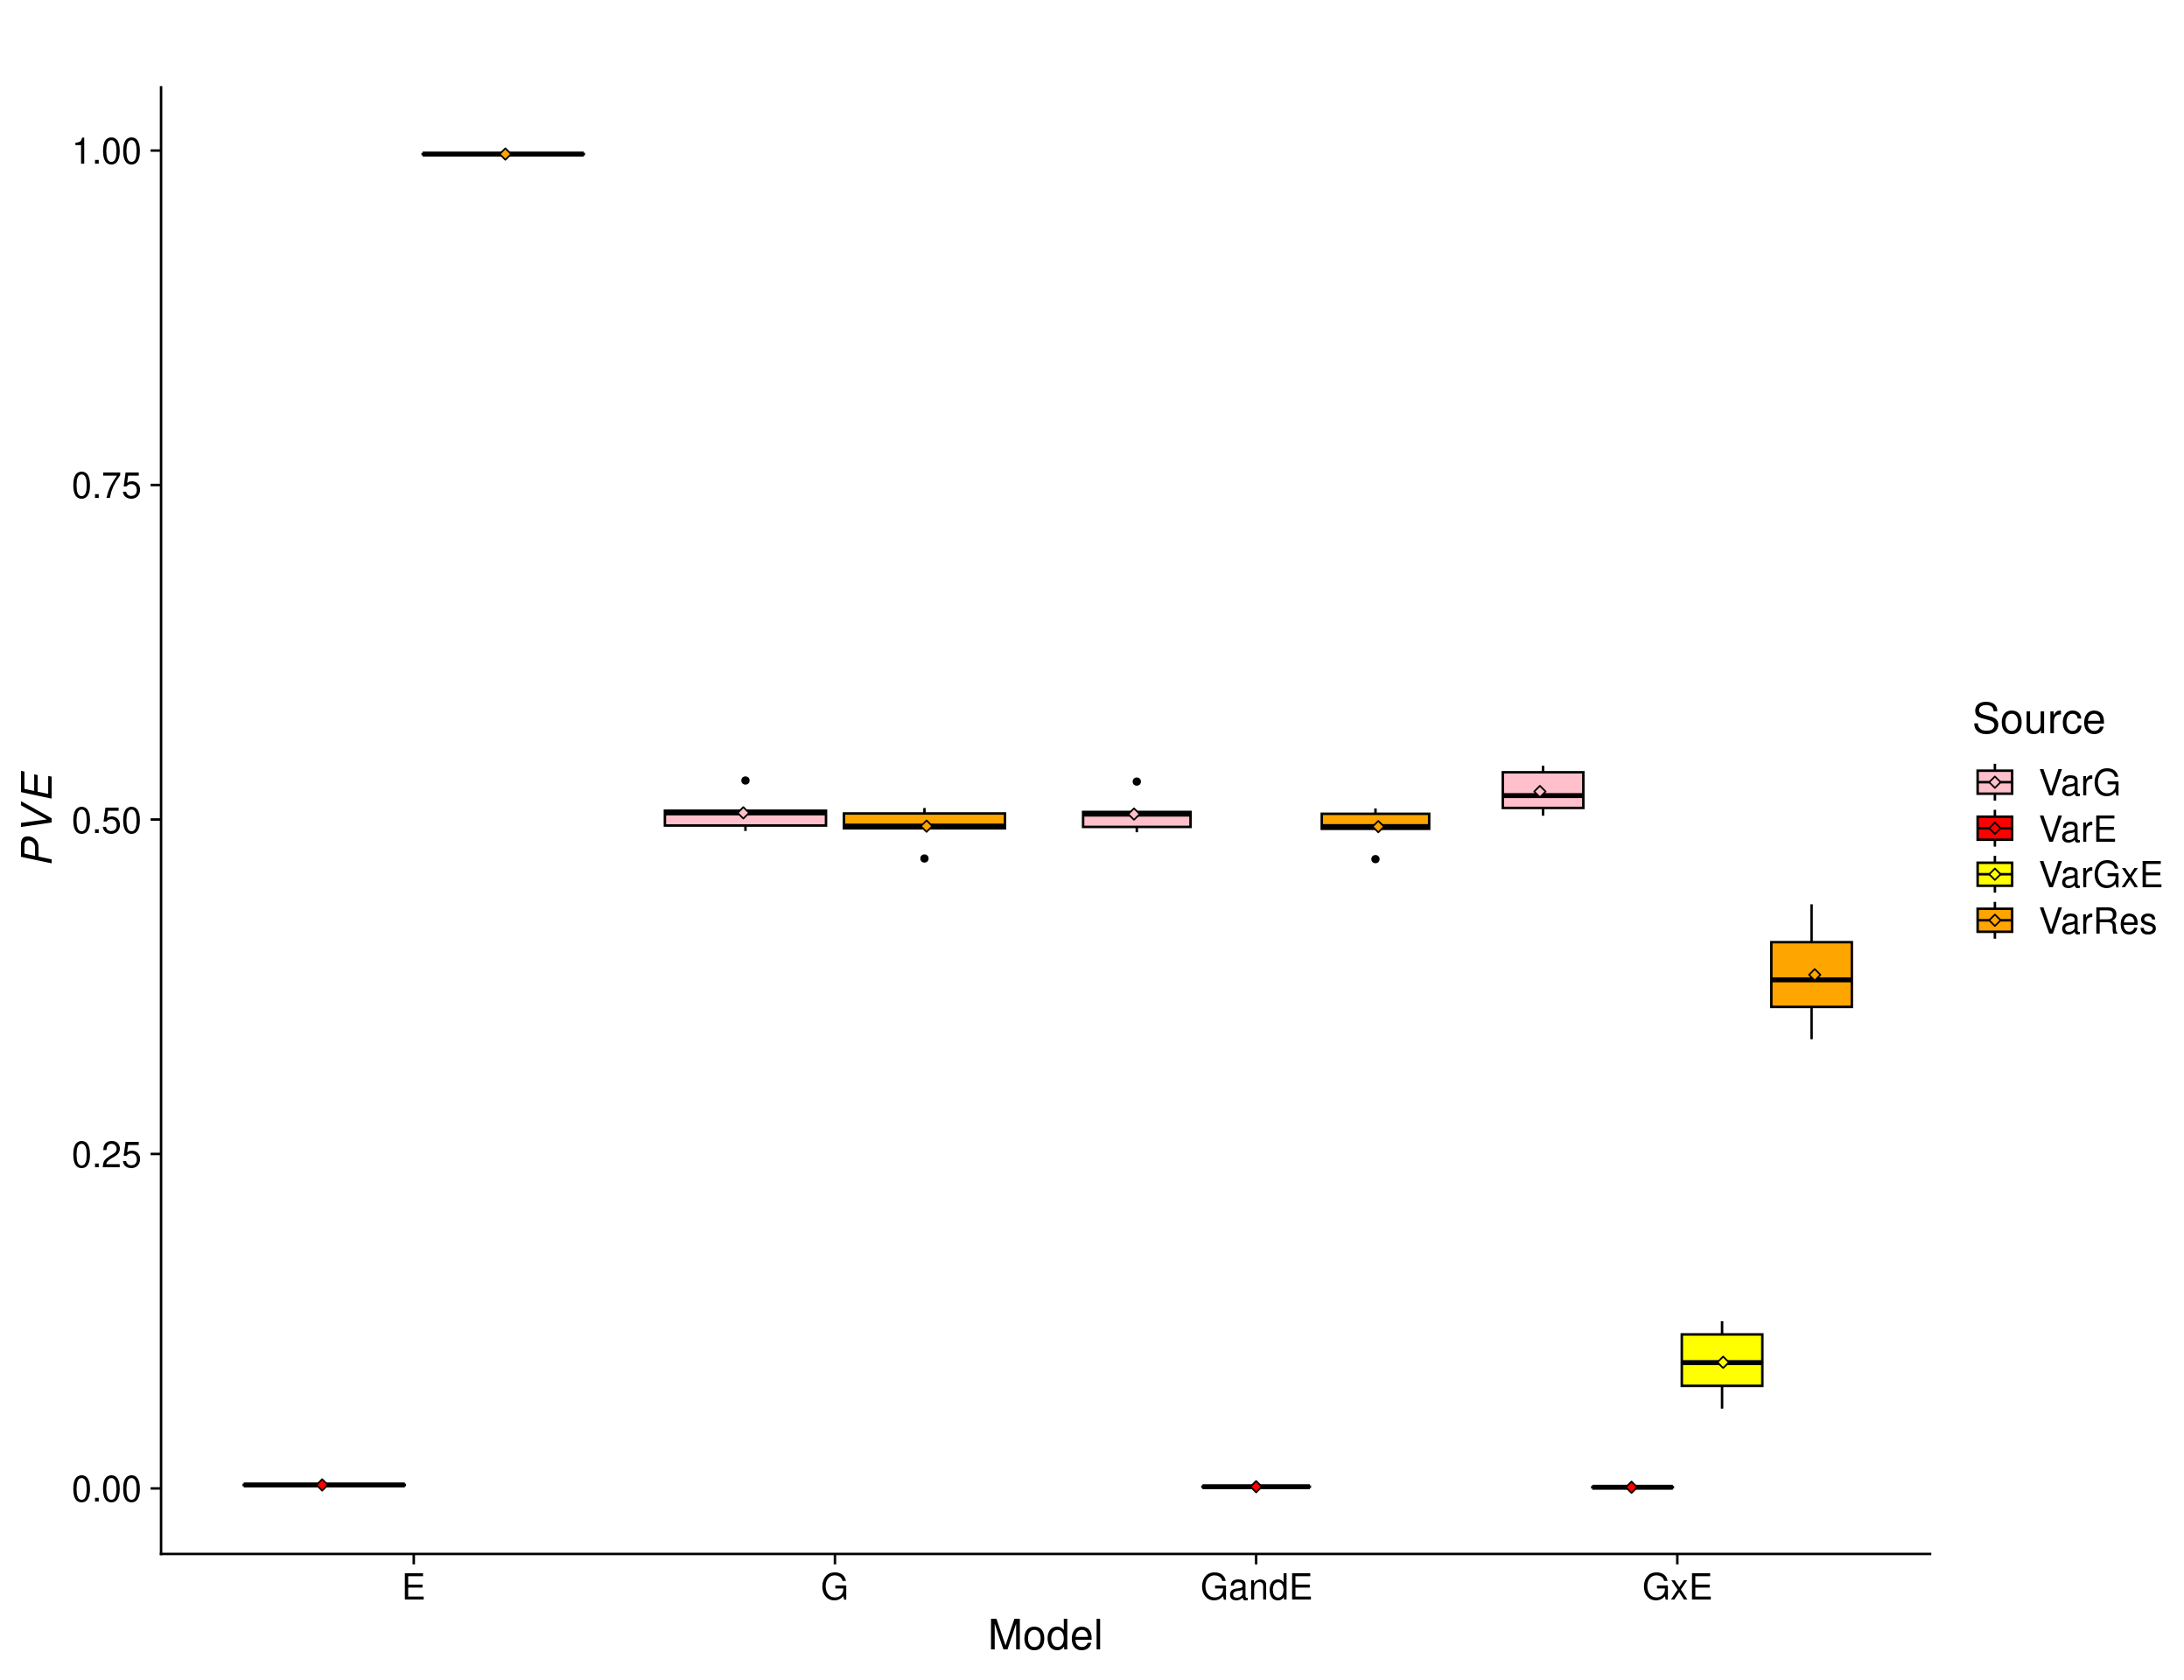 PVE
1.00
0.75
0.50
0.25
0.00
E
G
GandE
GxE
Model
Source
VarG
VarE
VarGxE
VarRes